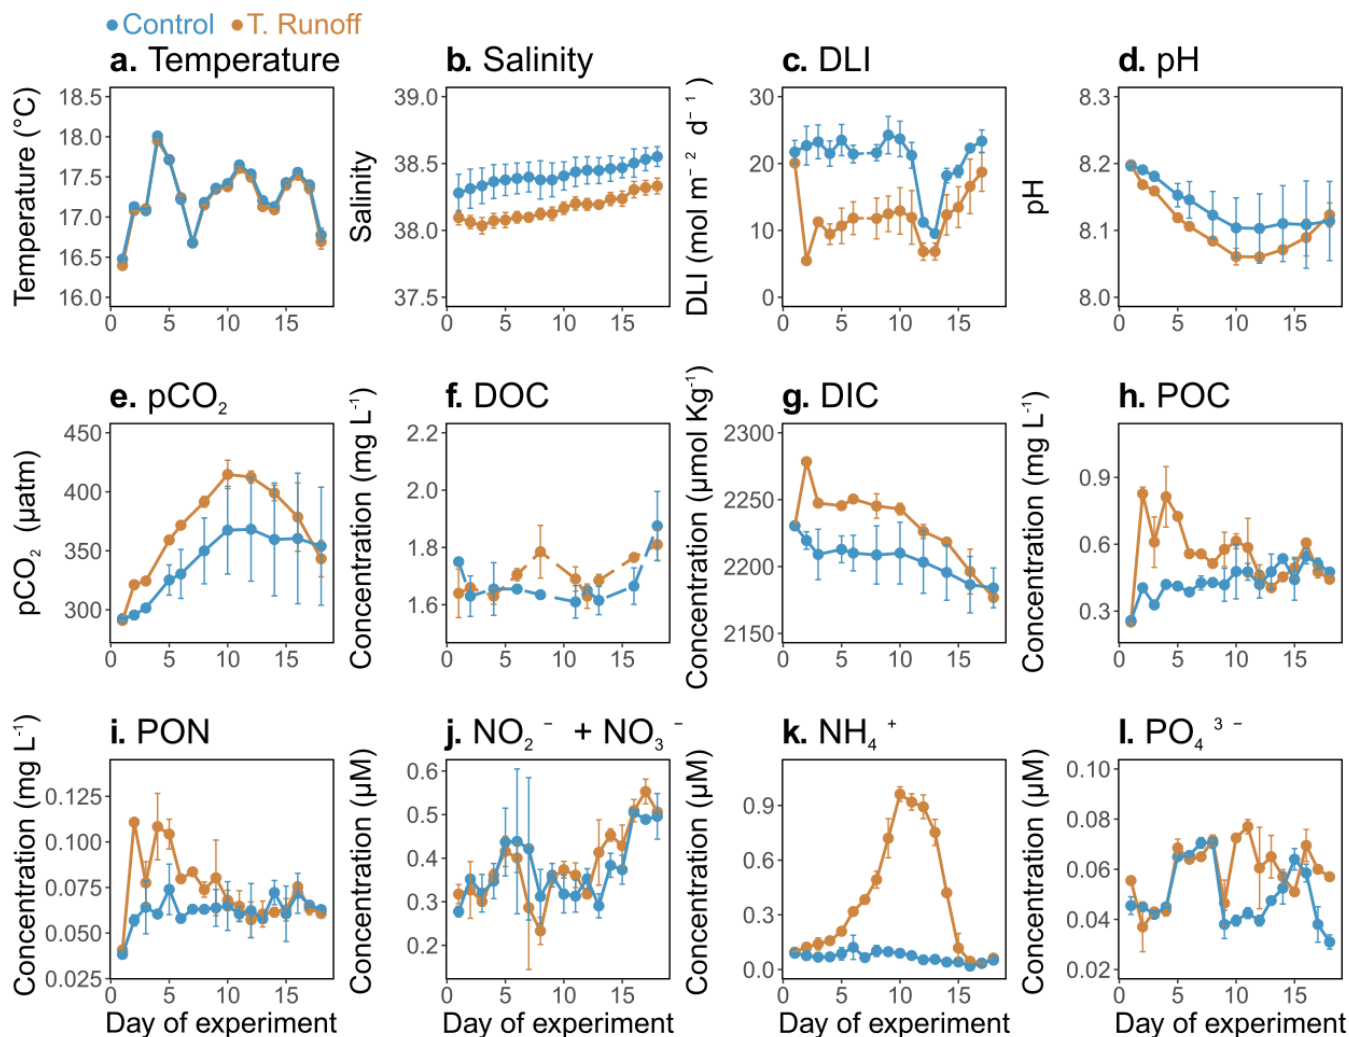 Control T. Runoff
a. Temperature
b. Salinity
c. DLI
d. pH
Temperature (°C)
18.5
18.0
17.5
17.0
16.5
16.0
0 5 10 15
Salinity
39.0
38.5
38.0
37.5
0 5 10 15
DLI (mol m⁻² d⁻¹)
30
20
10
0
0 5 10 15
pH
8.3
8.2
8.1
8.0
0 5 10 15
e. pCO₂
f. DOC
g. DIC
h. POC
pCO₂ (µatm)
450
400
350
300
0 5 10 15
Concentration (mg L⁻¹)
2.2
2.0
1.8
1.6
0 5 10 15
Concentration (µmol Kg⁻¹)
2300
2250
2200
2150
0 5 10 15
Concentration (mg L⁻¹)
0.9
0.6
0.3
0 5 10 15
i. PON
j. NO₂⁻ + NO₃⁻
k. NH₄⁺
l. PO₄³⁻
Concentration (mg L⁻¹)
0.125
0.100
0.075
0.050
0.025
0 5 10 15
Day of experiment
Concentration (µM)
0.6
0.5
0.4
0.3
0.2
0 5 10 15
Day of experiment
Concentration (µM)
0.9
0.6
0.3
0.0
0 5 10 15
Day of experiment
Concentration (µM)
0.10
0.08
0.06
0.04
0.02
0 5 10 15
Day of experiment